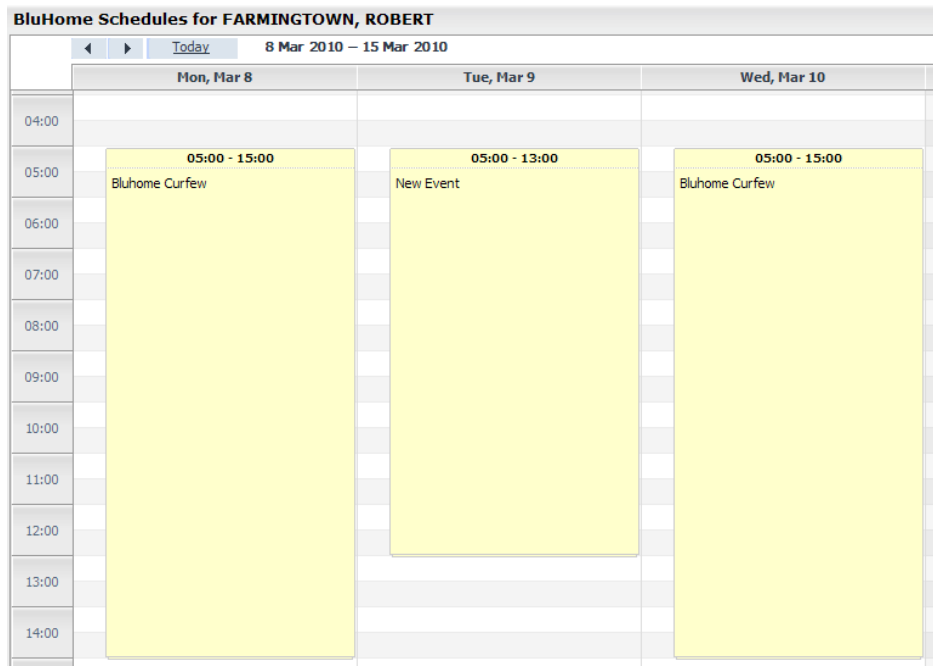 BluHome Schedules for FARMINGTOWN, ROBERT
Today 8 Mar 2010 – 15 Mar 2010
Mon, Mar 8 Tue, Mar 9 Wed, Mar 10
04:00
05:00 - 15:00 05:00 - 13:00 05:00 - 15:00
05:00
Bluhome Curfew New Event Bluhome Curfew
06:00
07:00
08:00
09:00
10:00
11:00
12:00
13:00
14:00